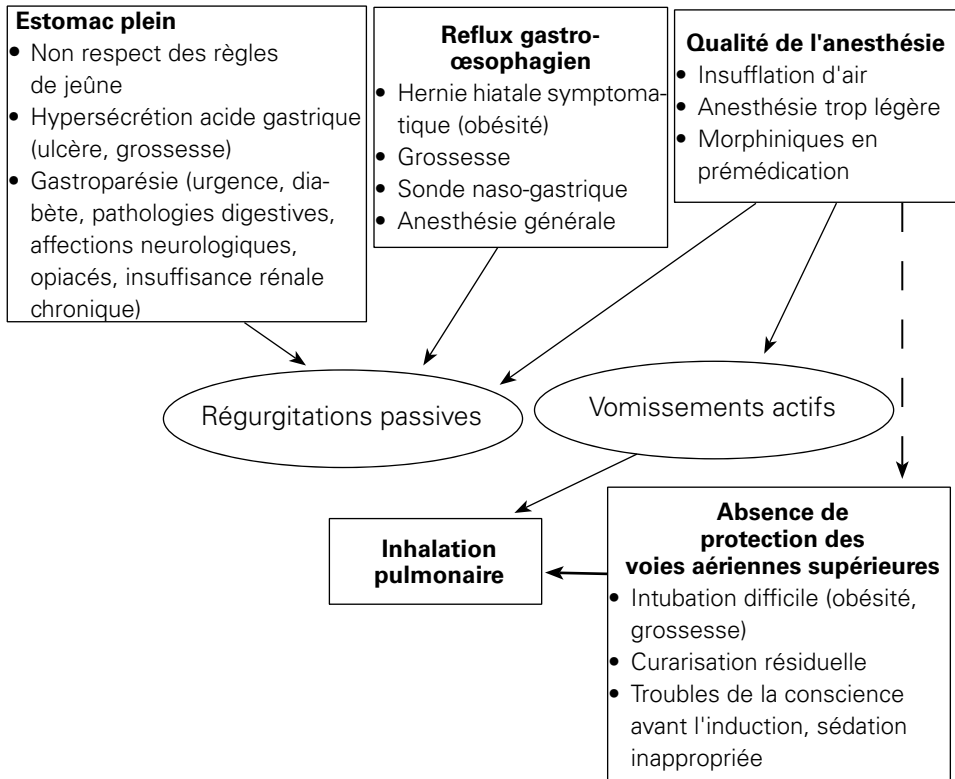 Estomac plein
• Non respect des règles
de jeûne
• Hypersécrétion acide gastrique
(ulcère, grossesse)
• Gastroparésie (urgence, dia-
bète, pathologies digestives,
affections neurologiques,
opiacés, insuffisance rénale
chronique)
Reflux gastro-
œsophagien
• Hernie hiatale symptoma-
tique (obésité)
• Grossesse
• Sonde naso-gastrique
• Anesthésie générale
Qualité de l'anesthésie
• Insufflation d'air
• Anesthésie trop légère
• Morphiniques en
prémédication
Régurgitations passives
Vomissements actifs
Inhalation
pulmonaire
Absence de
protection des
voies aériennes supérieures
• Intubation difficile (obésité,
grossesse)
• Curarisation résiduelle
• Troubles de la conscience
avant l'induction, sédation
inappropriée